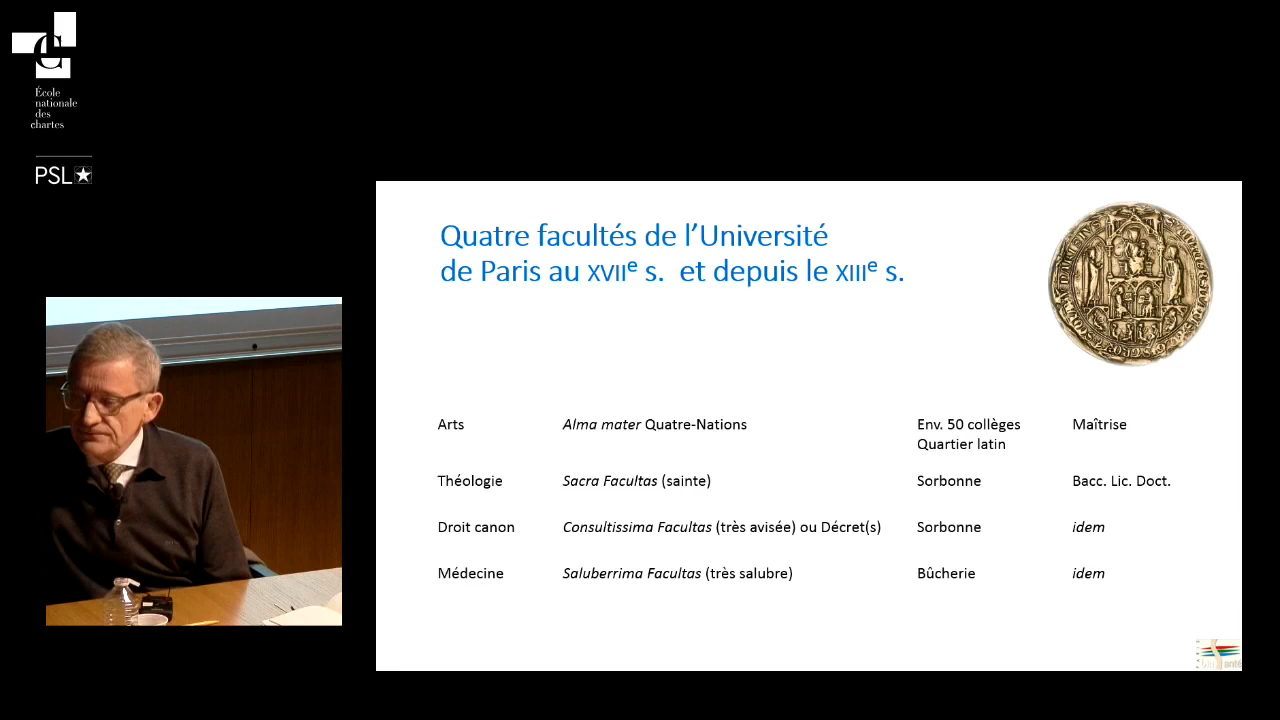 École
nationale
des
chartes
PSL
Quatre facultés de l’Université
de Paris au XVIIe s. et depuis le XIIIe s.
Arts Alma mater Quatre-Nations Env. 50 collèges Maîtrise
Quartier latin
Théologie Sacra Facultas (sainte) Sorbonne Bacc. Lic. Doct.
Droit canon Consultissima Facultas (très avisée) ou Décret(s) Sorbonne idem
Médecine Saluberrima Facultas (très salubre) Bûcherie idem